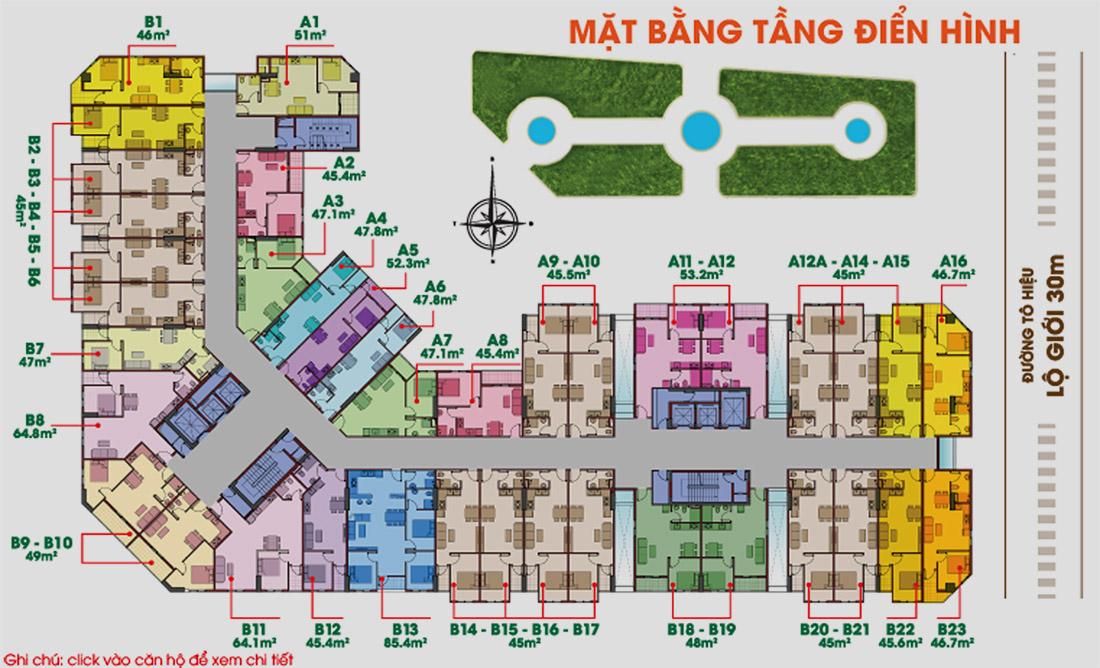 MẶT BẰNG TẦNG ĐIỂN HÌNH
B1
46m²
A1
51m²
A2
45.4m²
A3
47.1m²
A4
47.8m²
A5
52.3m²
A6
47.8m²
A7
47.1m²
A8
45.4m²
A9 - A10
45.5m²
A11 - A12
53.2m²
A12A - A14 - A15
45m²
A16
46.7m²
B2 - B3 - B4 - B5 - B6
45m²
B7
47m²
B8
64.8m²
B9 - B10
49m²
B11
64.1m²
B12
45.4m²
B13
85.4m²
B14 - B15 - B16 - B17
45m²
B18 - B19
48m²
B20 - B21
45m²
B22
45.6m²
B23
46.7m²
ĐƯỜNG TÔ HIỆU
LỘ GIỚI 30m
Ghi chú: click vào căn hộ để xem chi tiết